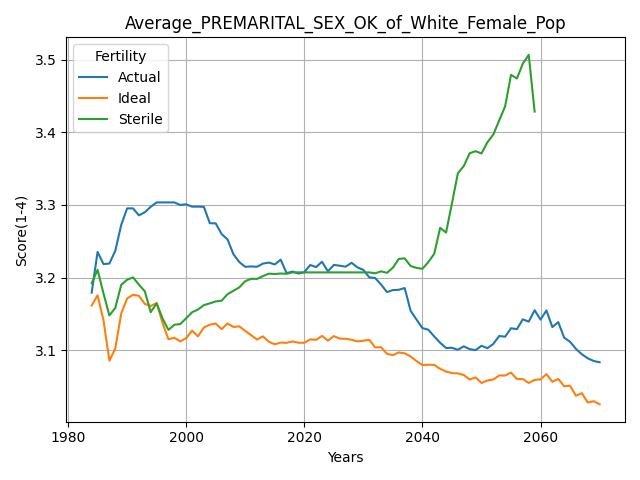 Average_PREMARITAL_SEX_OK_of_White_Female_Pop
Fertility
Actual
Ideal
Sterile
Score(1-4)
3.5
3.4
3.3
3.2
3.1
1980
2000
2020
2040
2060
Years